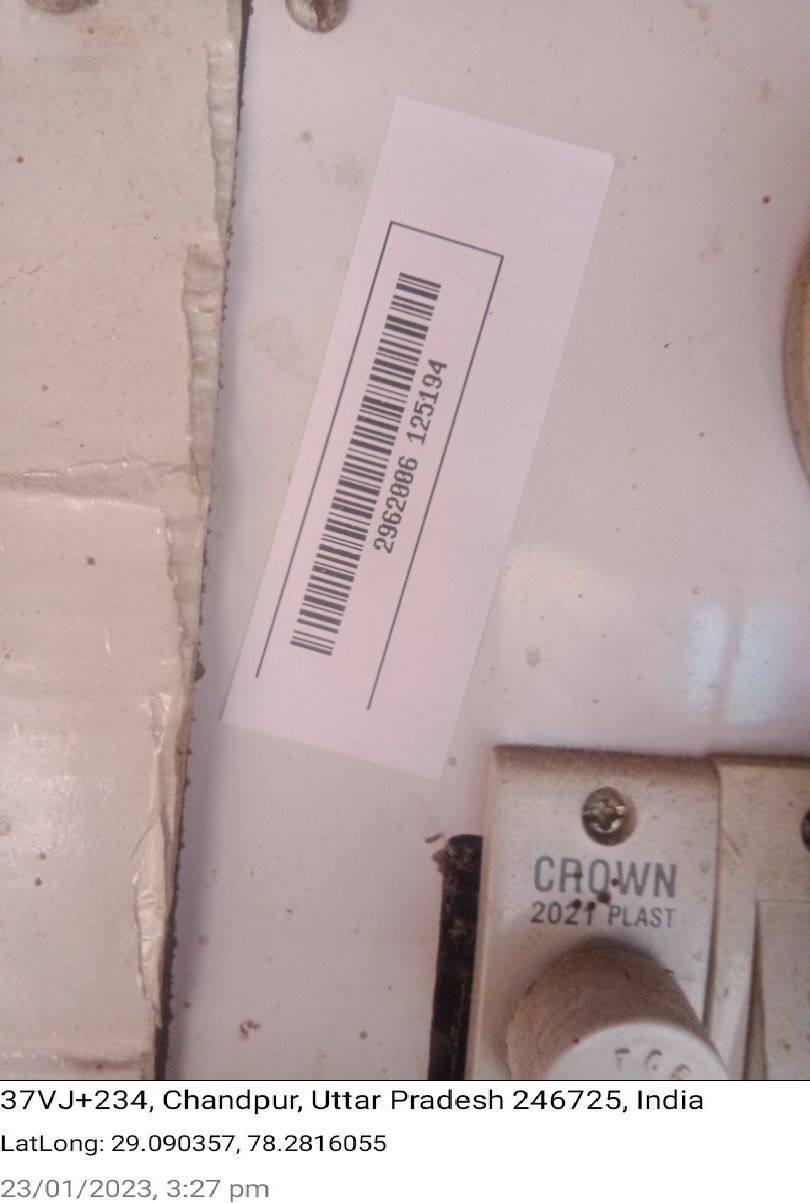 2962006 125194
CROWN
2021 PLAST
37VJ+234, Chandpur, Uttar Pradesh 246725, India
LatLong: 29.090357, 78.2816055
23/01/2023, 3:27 pm